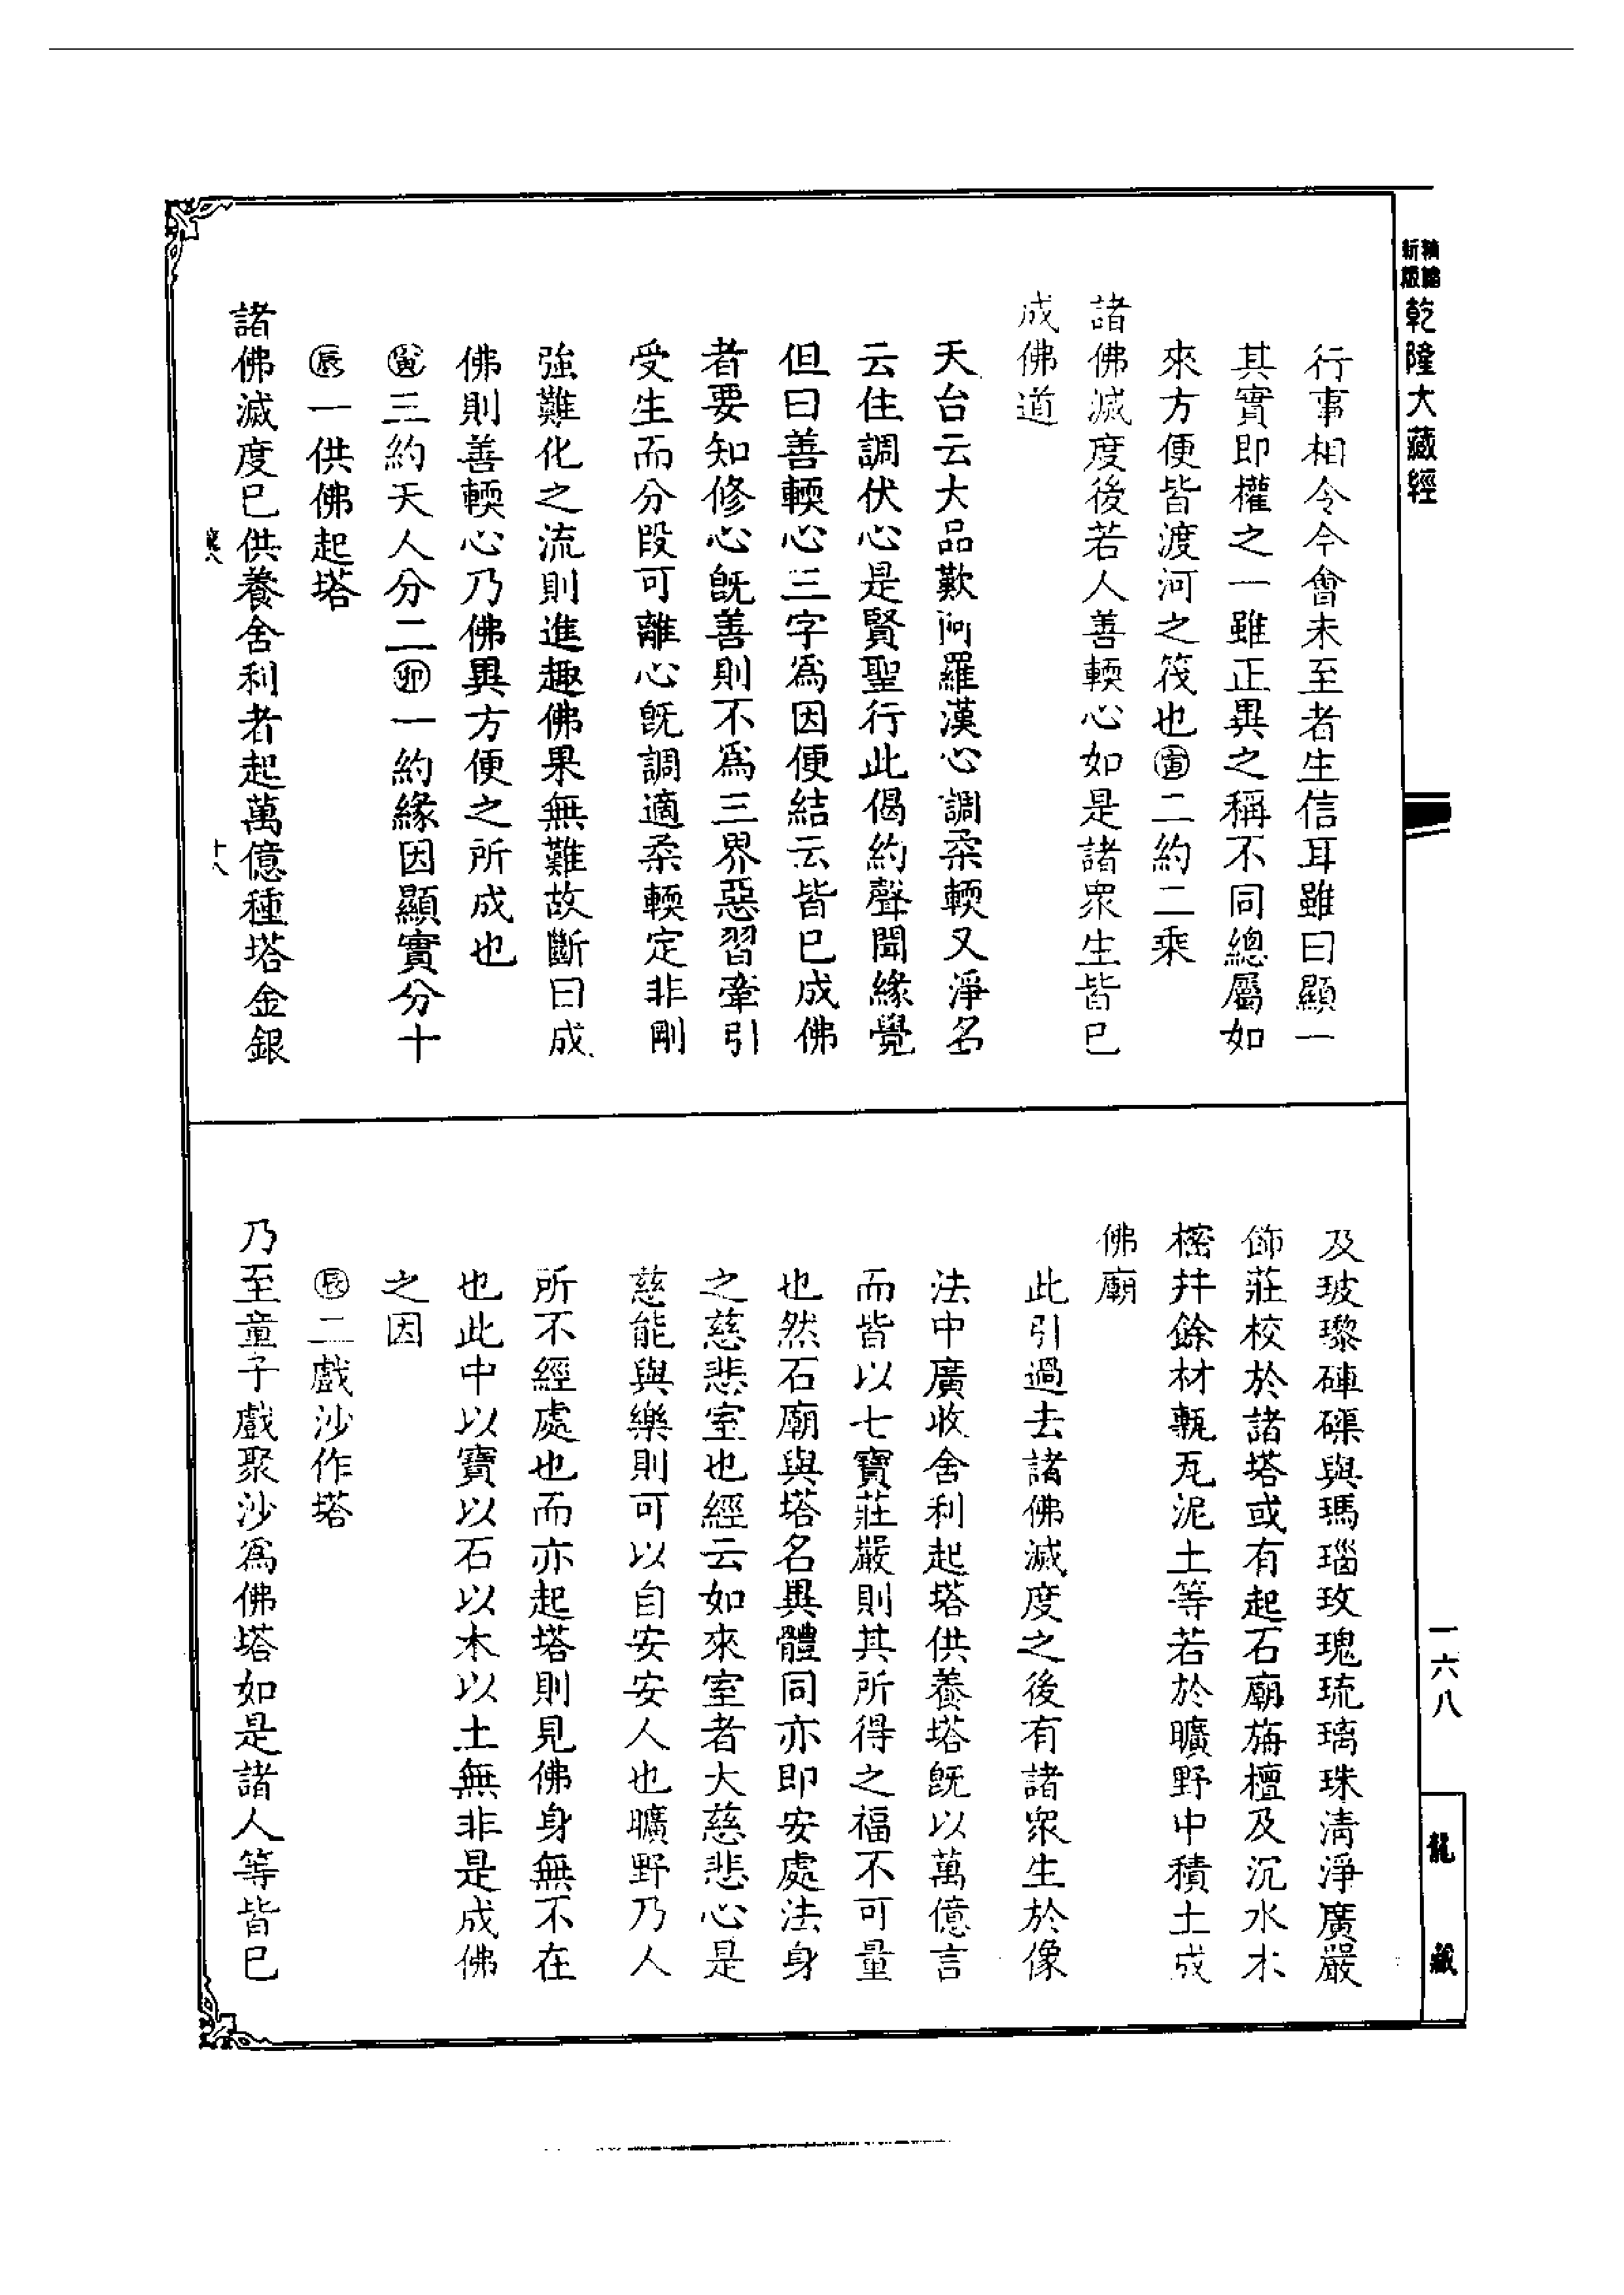 新版
精縮
乾隆大藏經
一六八
龍藏
行事相令今會未至者生信耳雖曰顯一
其實即權之一雖正異之稱不同總屬如
來方便皆渡河之筏也㊢二約二乘
諸佛滅度後若人善輭心如是諸衆生皆已
成佛道
天台云大品歎阿羅漢心調柔輭又淨名
云住調伏心是賢聖行此偈約聲聞緣覺
但曰善輭心三字爲因便結云皆已成佛
者要知修心旣善則不爲三界惡習牽引
受生而分段可離心旣調適柔輭定非剛
強難化之流則進趣佛果無難故斷曰成
佛則善輭心乃佛異方便之所成也
寅三約天人分二卯一約緣因顯實分十
辰一供佛起塔
諸佛滅度已供養舍利者起萬億種塔金銀
十八
及玻瓈硨磲與瑪瑙玫瑰琉璃珠清淨廣嚴
飾莊校於諸塔或有起石廟旃檀及沉水木
櫁并餘材甎瓦泥土等若於曠野中積土成
佛廟
此引過去諸佛滅度之後有諸衆生於像
法中廣收舍利起塔供養塔旣以萬億言
而皆以七寶莊嚴則其所得之福不可量
也然石廟與塔名異體同亦即安處法身
之慈悲室也經云如來室者大慈悲心是
慈能與樂則可以自安安人也曠野乃人
所不經處也而亦起塔則見佛身無不在
也此中以寶以石以木以土無非是成佛
之因
辰二戲沙作塔
乃至童子戲聚沙爲佛塔如是諸人等皆已